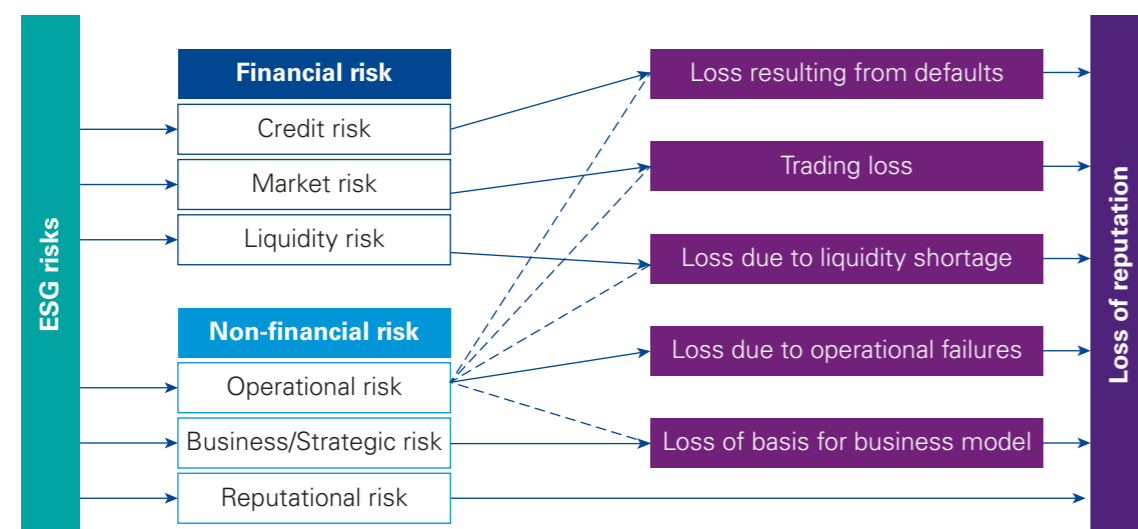 ESG risks
Financial risk
Credit risk
Market risk
Liquidity risk
Non-financial risk
Operational risk
Business/Strategic risk
Reputational risk
Loss resulting from defaults
Trading loss
Loss due to liquidity shortage
Loss due to operational failures
Loss of basis for business model
Loss of reputation